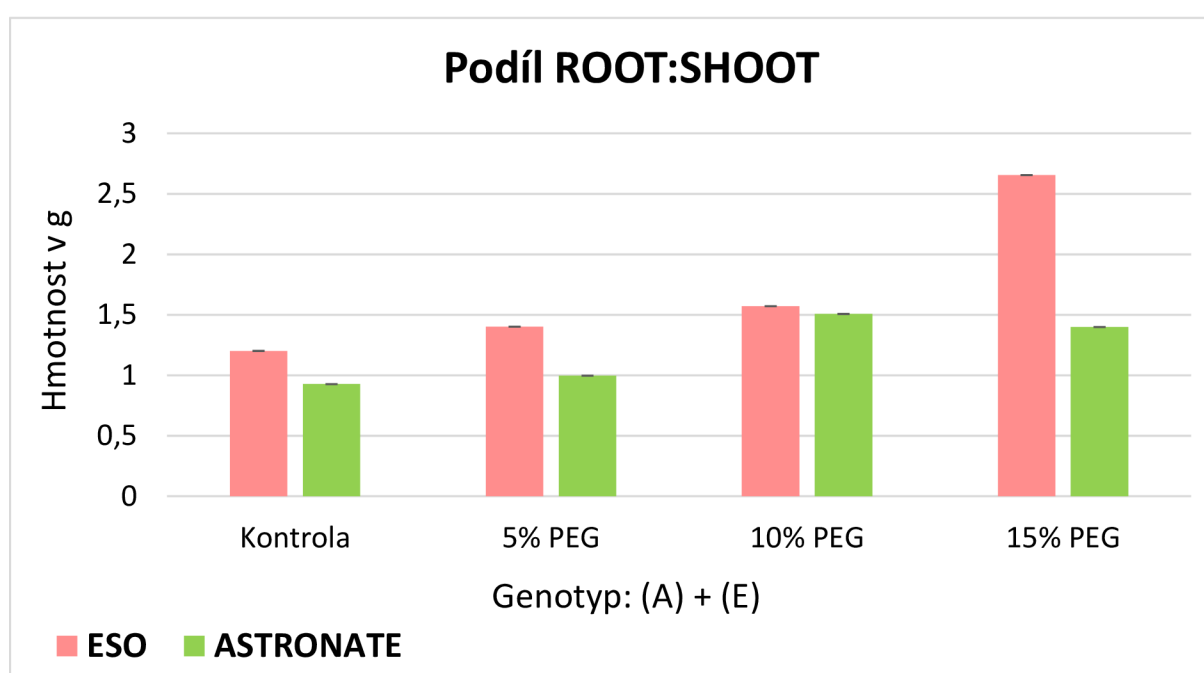 Podíl ROOT:SHOOT
Hmotnost v g
3
2,5
2
1,5
1
0,5
0
Kontrola 5% PEG 10% PEG 15% PEG
Genotyp: (A) + (E)
ESO ASTRONATE